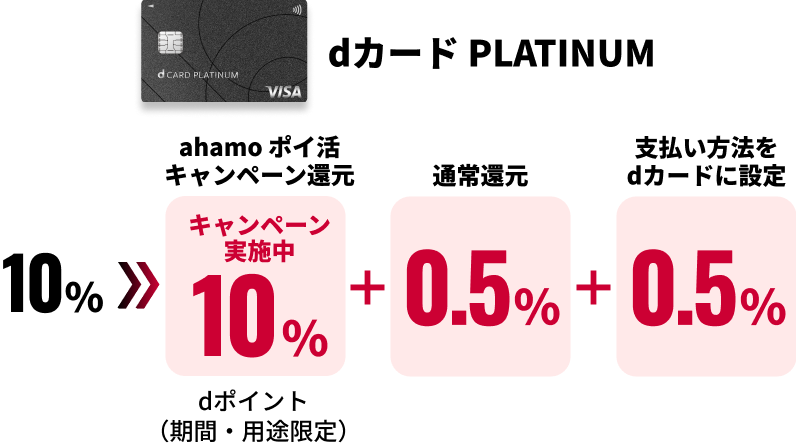 d CARD PLATINUM
VISA
dカード PLATINUM
ahamo ポイ活
キャンペーン還元
通常還元
支払い方法を
dカードに設定
10%
キャンペーン
実施中
10%
+
0.5%
+
0.5%
dポイント
（期間・用途限定）